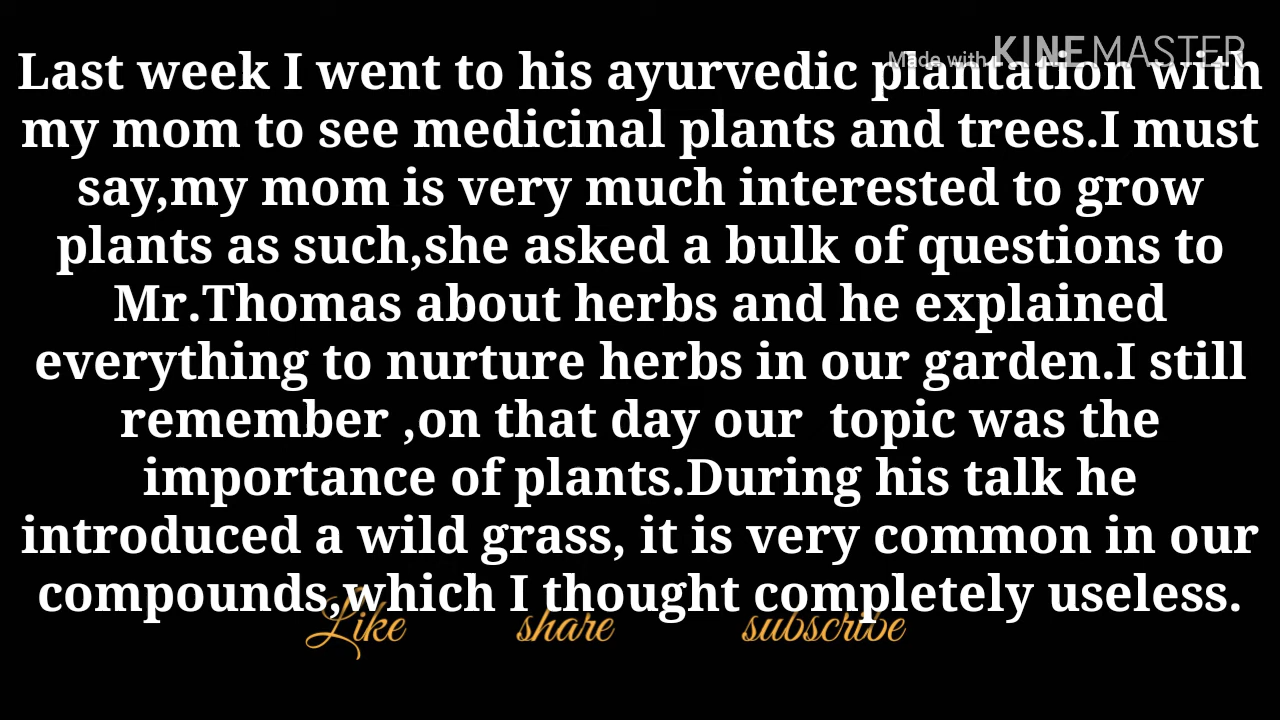 Made with KINEMASTER
Last week I went to his ayurvedic plantation with
my mom to see medicinal plants and trees.I must
say,my mom is very much interested to grow
plants as such,she asked a bulk of questions to
Mr.Thomas about herbs and he explained
everything to nurture herbs in our garden.I still
remember ,on that day our  topic was the
importance of plants.During his talk he
introduced a wild grass, it is very common in our
compounds,which I thought completely useless.
Like share subscribe